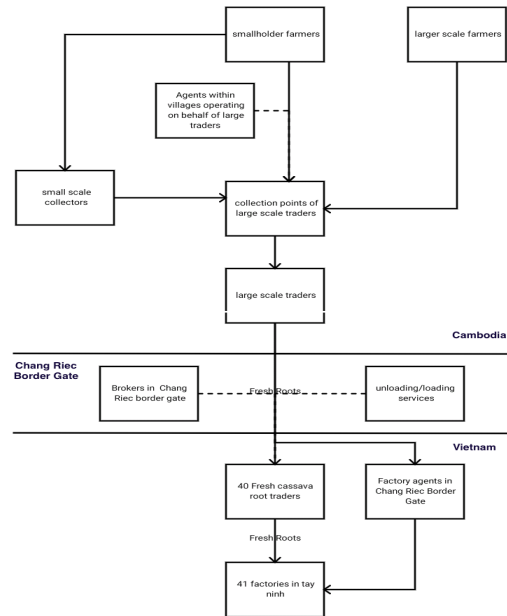 smallholder farmers
larger scale farmers
Agents within
villages operating
on behalf of large
traders
small scale
collectors
collection points of
large scale traders
large scale traders
Cambodia
Chang Riec
Border Gate
Brokers in Chang
Riec border gate
Fresh Roots
unloading/loading
services
Vietnam
40 Fresh cassava
root traders
Factory agents in
Chang Riec Border
Gate
Fresh Roots
41 factories in tay
ninh